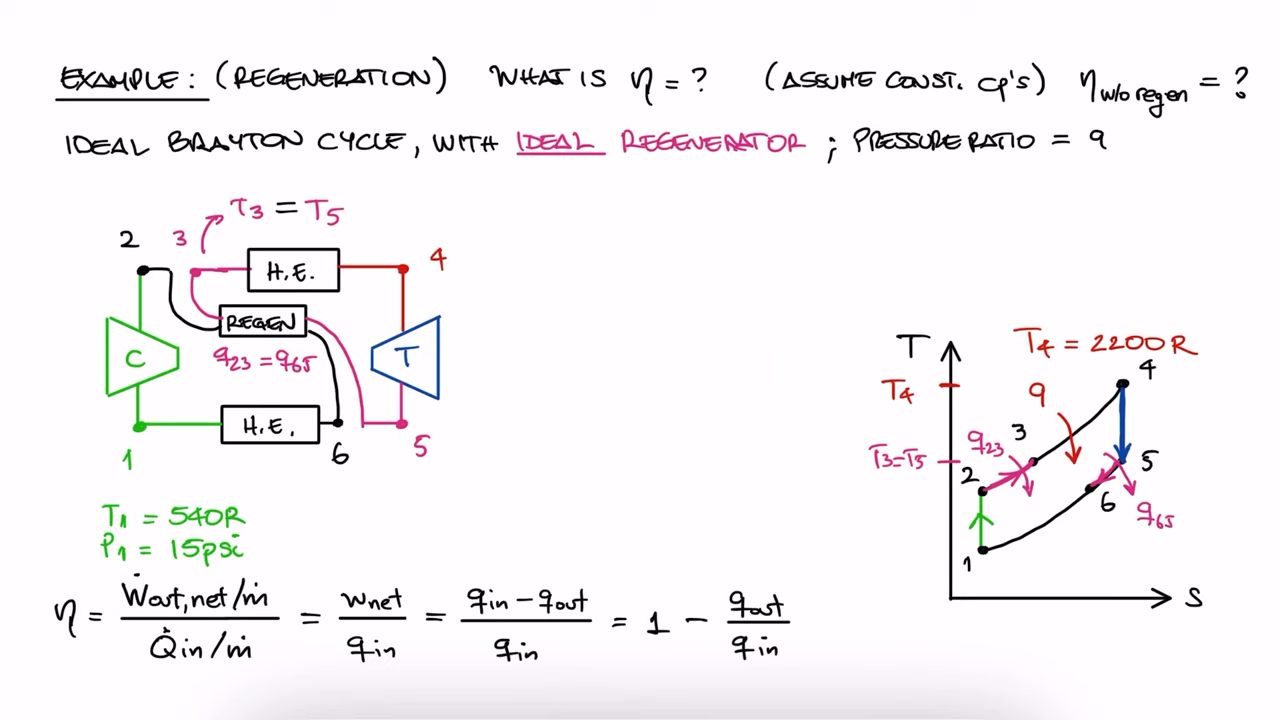 EXAMPLE: (REGENERATION) WHAT IS η = ? (ASSUME CONST. cp's) η w/o regen = ?
IDEAL BRAYTON CYCLE, WITH IDEAL REGENERATOR ; PRESSURE RATIO = 9
T3 = T5
2
3
H.E.
4
REGEN
C
q23 = q65
T
H.E.
1
6
5
T1 = 540R
P1 = 15psi
η = Ẇout,net/ṁ / Q̇in/ṁ = wnet / qin = qin - qout / qin = 1 - qout / qin
T
T4 = 2200R
4
T4
9
3
q23
T3=T5
5
2
6
q65
1
S